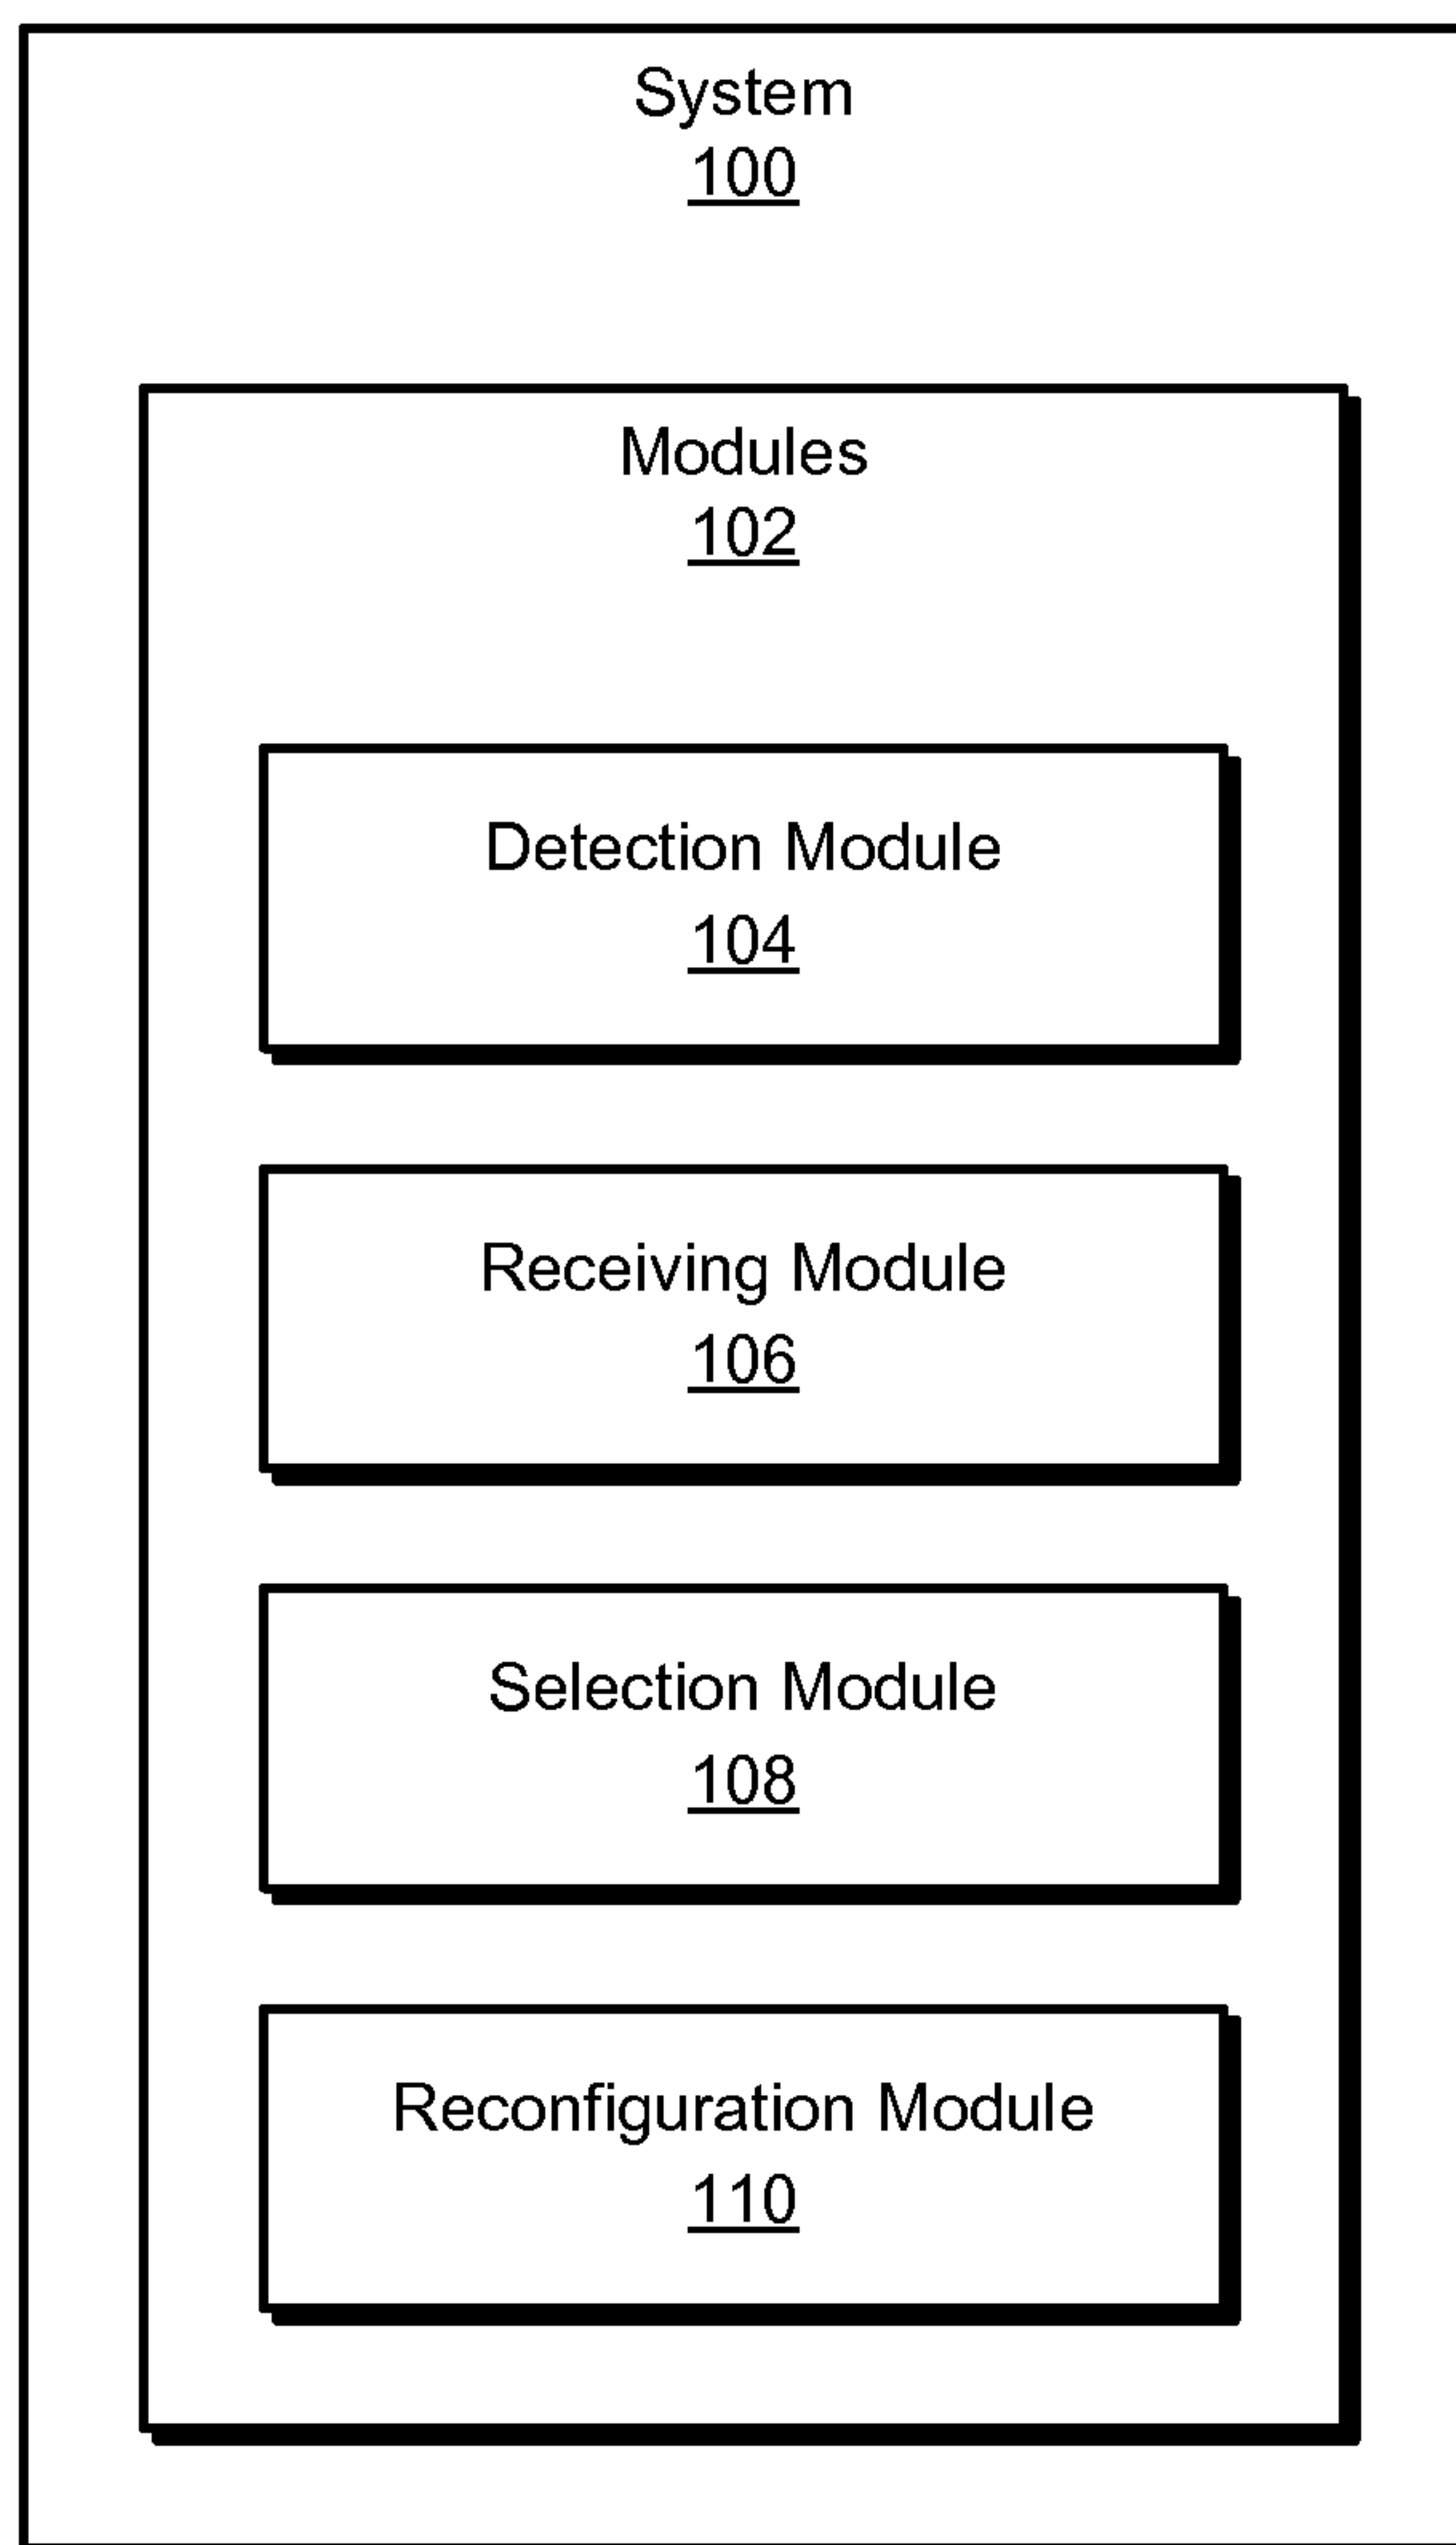 System
100
Modules
102
Detection Module
104
Receiving Module
106
Selection Module
108
Reconfiguration Module
110